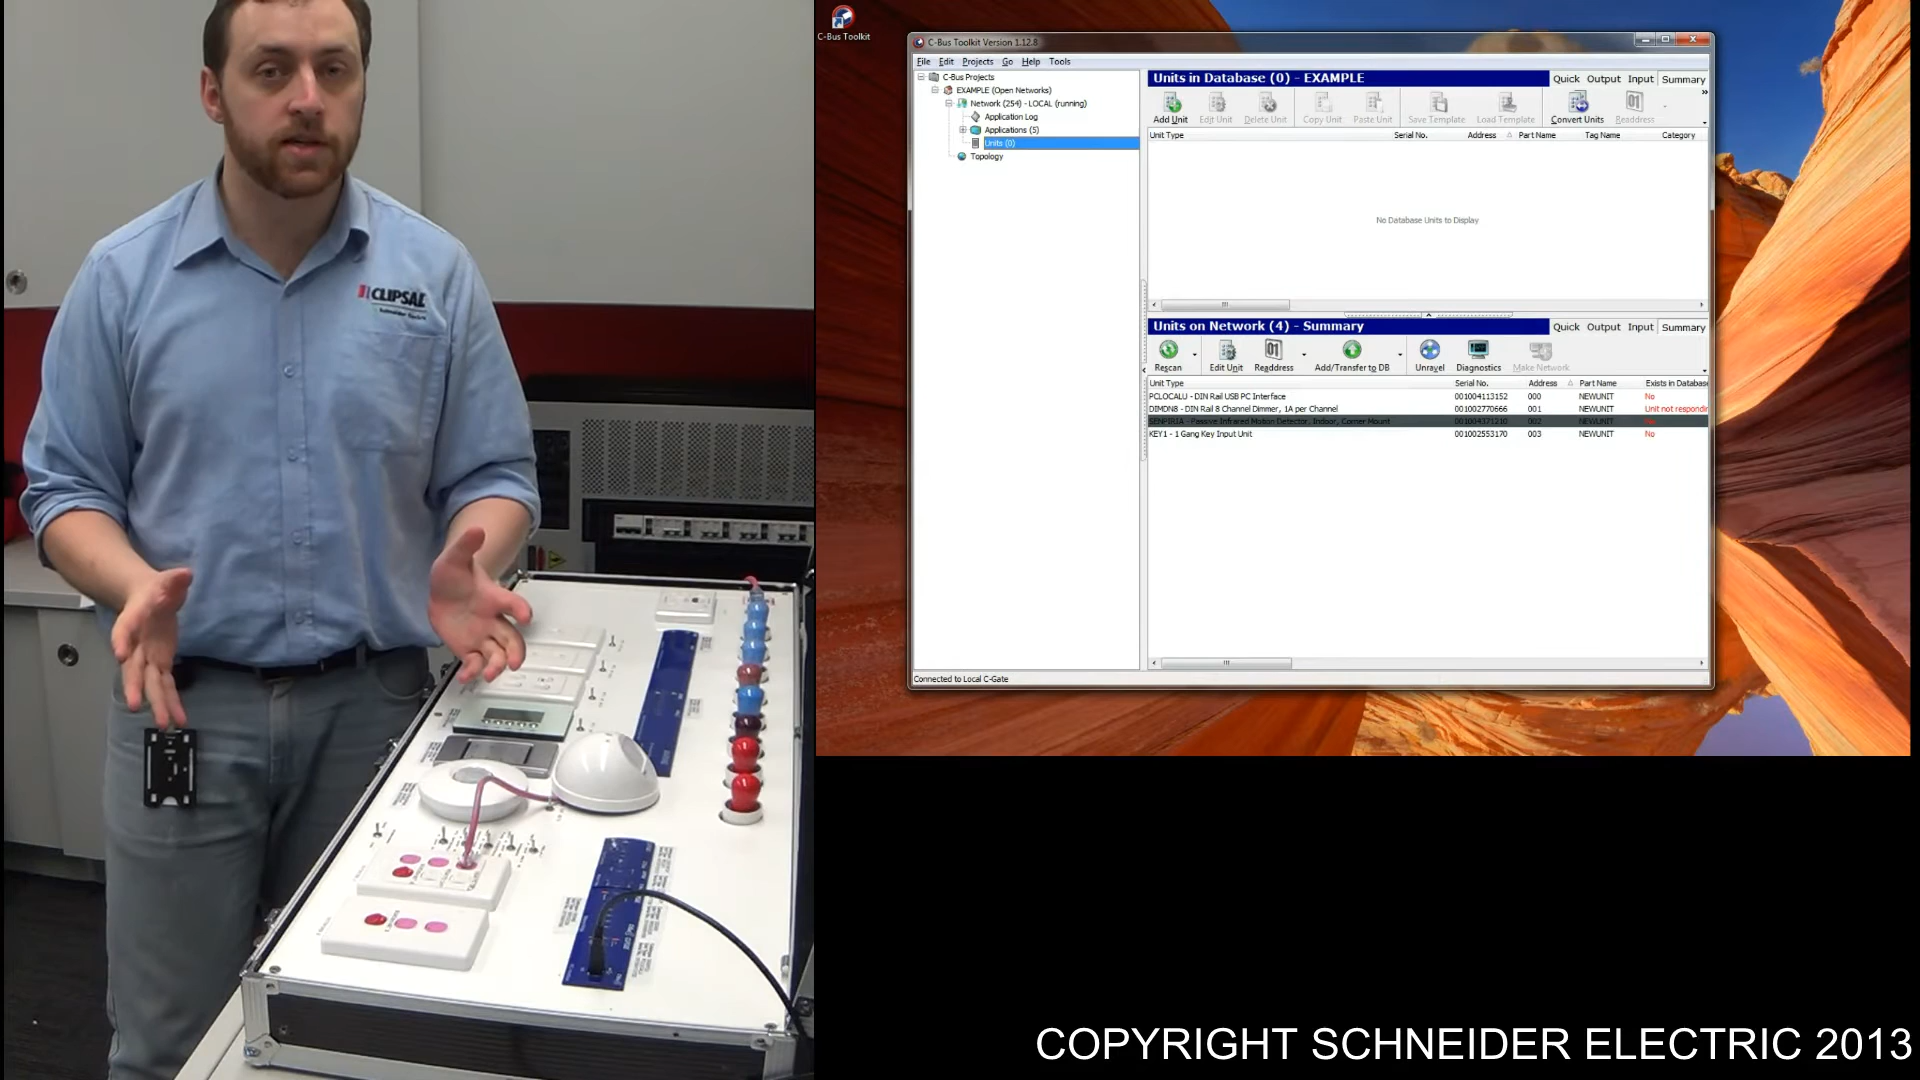 CLIPSAL
C-Bus Toolkit
C-Bus Toolkit Version 1.12.8
File Edit Projects Go Help Tools
C-Bus Projects
EXAMPLE (Open Networks)
Network (254) - LOCAL (running)
Application Log
Applications (5)
Units (0)
Topology
Units in Database (0) - EXAMPLE
Quick Output Input Summary
Add Unit Edit Unit Delete Unit Copy Unit Paste Unit Save Template Load Template Convert Units Readdress
Unit Type Serial No. Address Part Name Tag Name Category
No Database Units to Display
Units on Network (4) - Summary
Quick Output Input Summary
Rescan Edit Unit Readdress Add/Transfer to DB Unravel Diagnostics Make Network
Unit Type Serial No. Address Part Name Exists in Database
PCLOCALU - DIN Rail USB PC Interface 001004113152 000 NEWUNIT No
DIMDN8 - DIN Rail 8 Channel Dimmer, 1A per Channel 001002770666 001 NEWUNIT Unit not respondin
SENPIRIA - Passive Infrared Motion Detector, Indoor, Corner Mount 001004371210 002 NEWUNIT No
KEY1 - 1 Gang Key Input Unit 001002553170 003 NEWUNIT No
Connected to Local C-Gate
COPYRIGHT SCHNEIDER ELECTRIC 2013